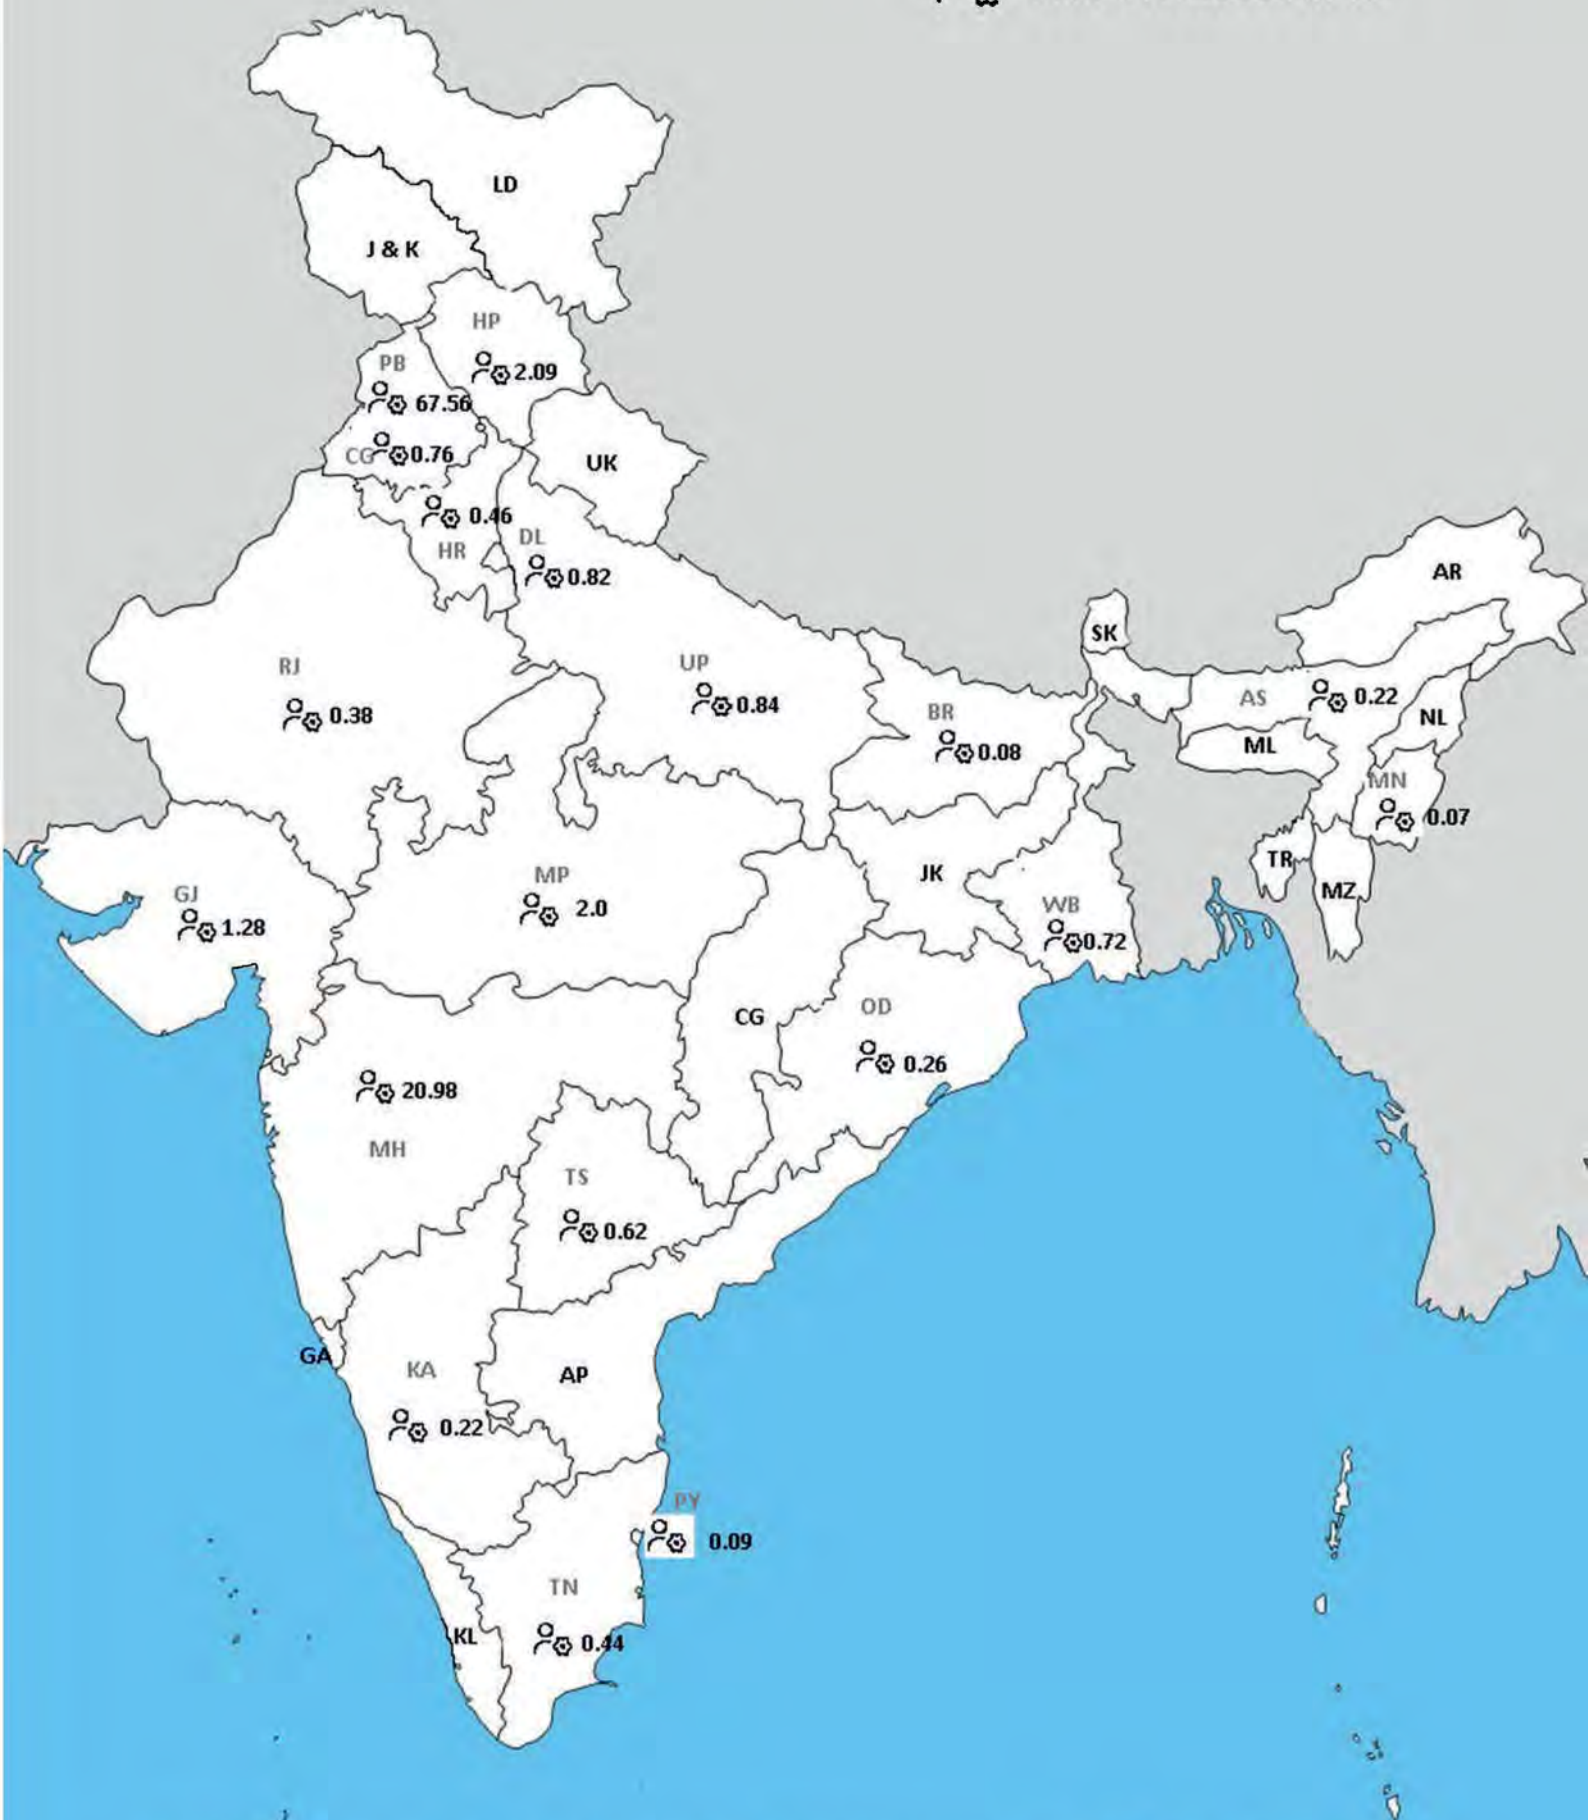 LD
J & K
HP
2.09
PB
67.56
CG 0.76
UK
0.46
HR
DL
0.82
AR
SK
RJ
0.38
UP
0.84
BR
0.08
AS 0.22
NL
ML
MN
0.07
TR
MZ
GJ
1.28
MP
2.0
JK
WB
0.72
CG
OD
0.26
20.98
MH
TS
0.62
GA
KA
0.22
AP
PY
0.09
TN
0.44
KL